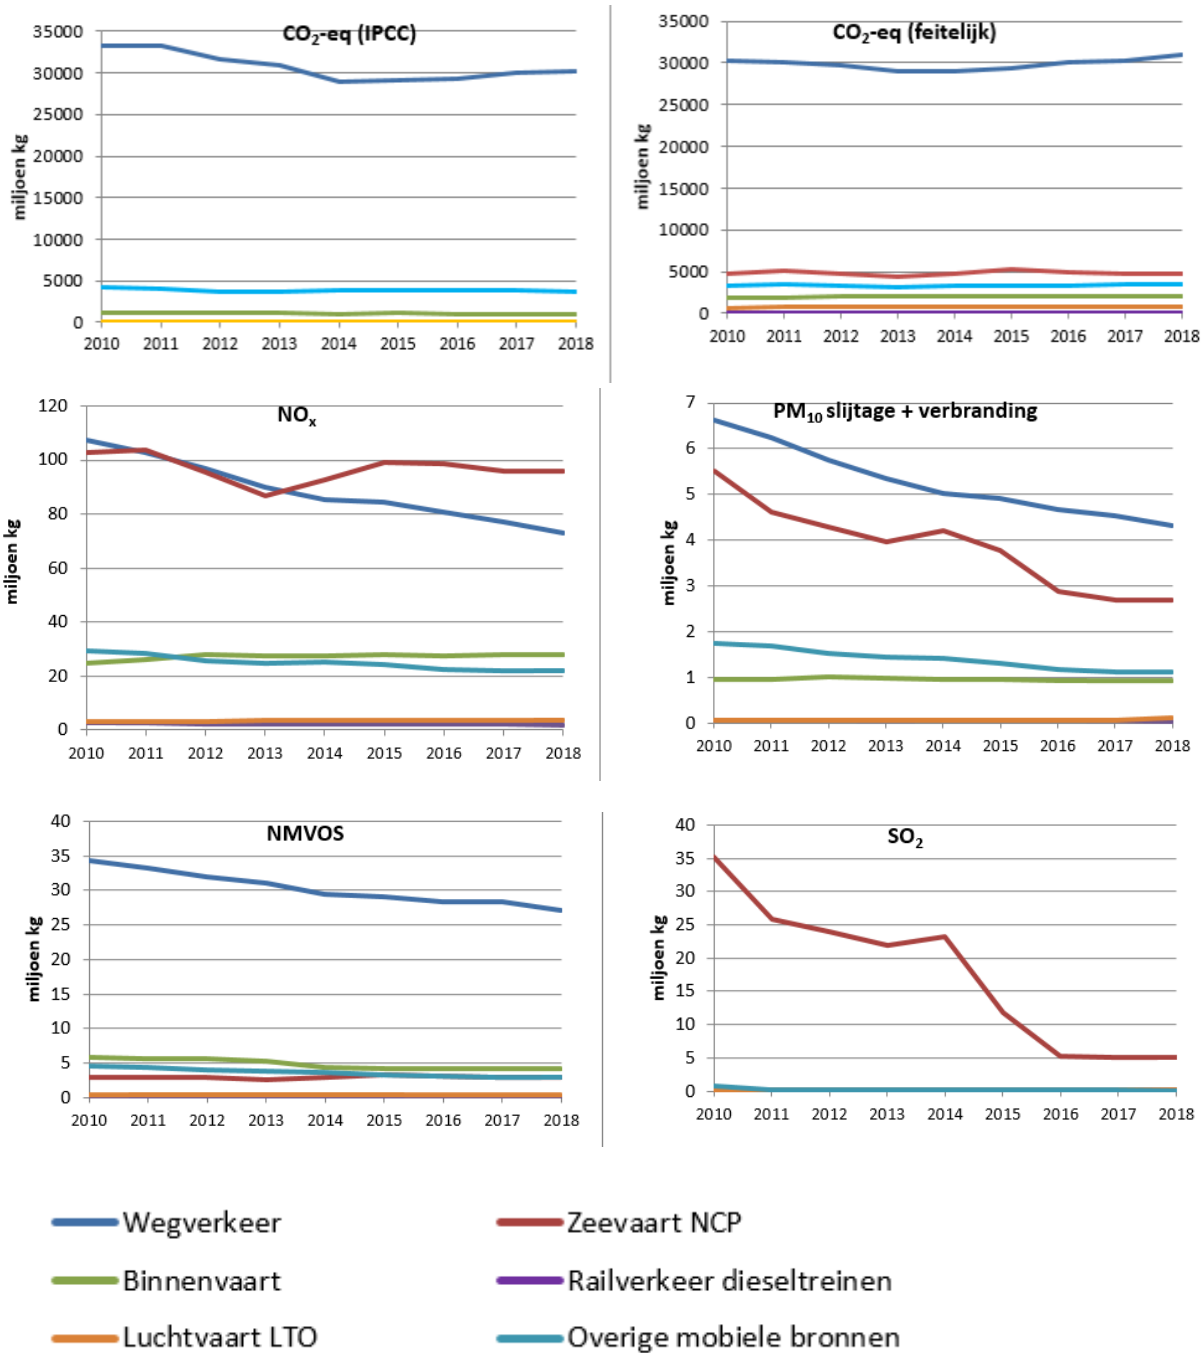 CO₂-eq (IPCC)
miljoen kg
35000
30000
25000
20000
15000
10000
5000
0
2010 2011 2012 2013 2014 2015 2016 2017 2018
CO₂-eq (feitelijk)
miljoen kg
35000
30000
25000
20000
15000
10000
5000
0
2010 2011 2012 2013 2014 2015 2016 2017 2018
NOₓ
miljoen kg
120
100
80
60
40
20
0
2010 2011 2012 2013 2014 2015 2016 2017 2018
PM₁₀ slijtage + verbranding
miljoen kg
7
6
5
4
3
2
1
0
2010 2011 2012 2013 2014 2015 2016 2017 2018
NMVOS
miljoen kg
40
35
30
25
20
15
10
5
0
2010 2011 2012 2013 2014 2015 2016 2017 2018
SO₂
miljoen kg
40
35
30
25
20
15
10
5
0
2010 2011 2012 2013 2014 2015 2016 2017 2018
Wegverkeer
Zeevaart NCP
Binnenvaart
Railverkeer dieseltreinen
Luchtvaart LTO
Overige mobiele bronnen